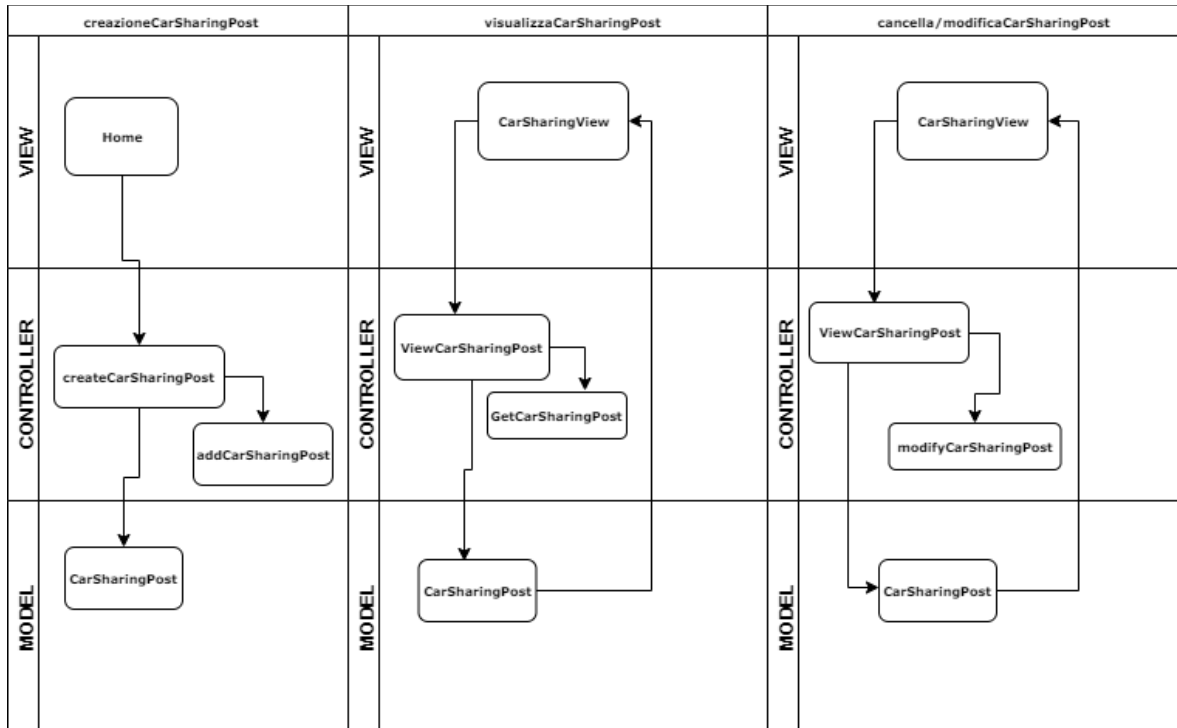 creazioneCarSharingPost
visualizzaCarSharingPost
cancella/modificaCarSharingPost
VIEW
Home
VIEW
CarSharingView
VIEW
CarSharingView
CONTROLLER
createCarSharingPost
addCarSharingPost
CONTROLLER
ViewCarSharingPost
GetCarSharingPost
CONTROLLER
ViewCarSharingPost
modifyCarSharingPost
MODEL
CarSharingPost
MODEL
CarSharingPost
MODEL
CarSharingPost